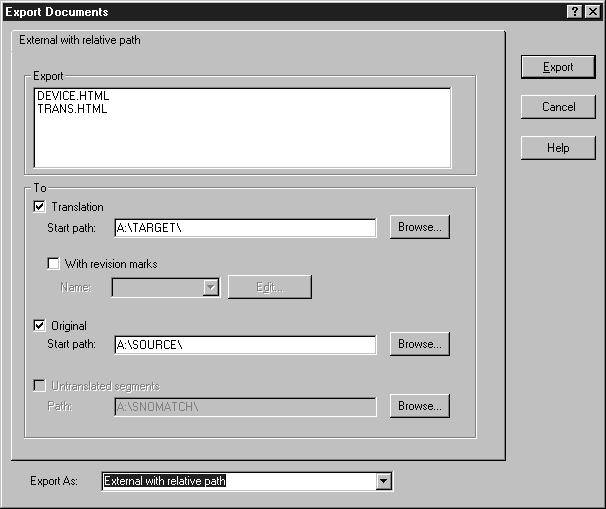 Export Documents
External with relative path
Export
DEVICE.HTML
TRANS.HTML
To
Translation
Start path: A:\TARGET\ Browse...
With revision marks
Name: Edit...
Original
Start path: A:\SOURCE\ Browse...
Untranslated segments
Path: A:\SNOMATCH\ Browse...
Export As: External with relative path
Export
Cancel
Help